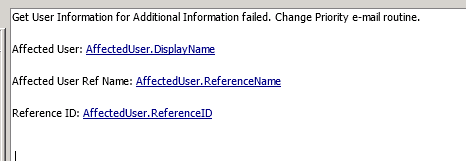 Get User Information for Additional Information failed. Change Priority e-mail routine.
Affected User: AffectedUser.DisplayName
Affected User Ref Name: AffectedUser.ReferenceName
Reference ID: AffectedUser.ReferenceID